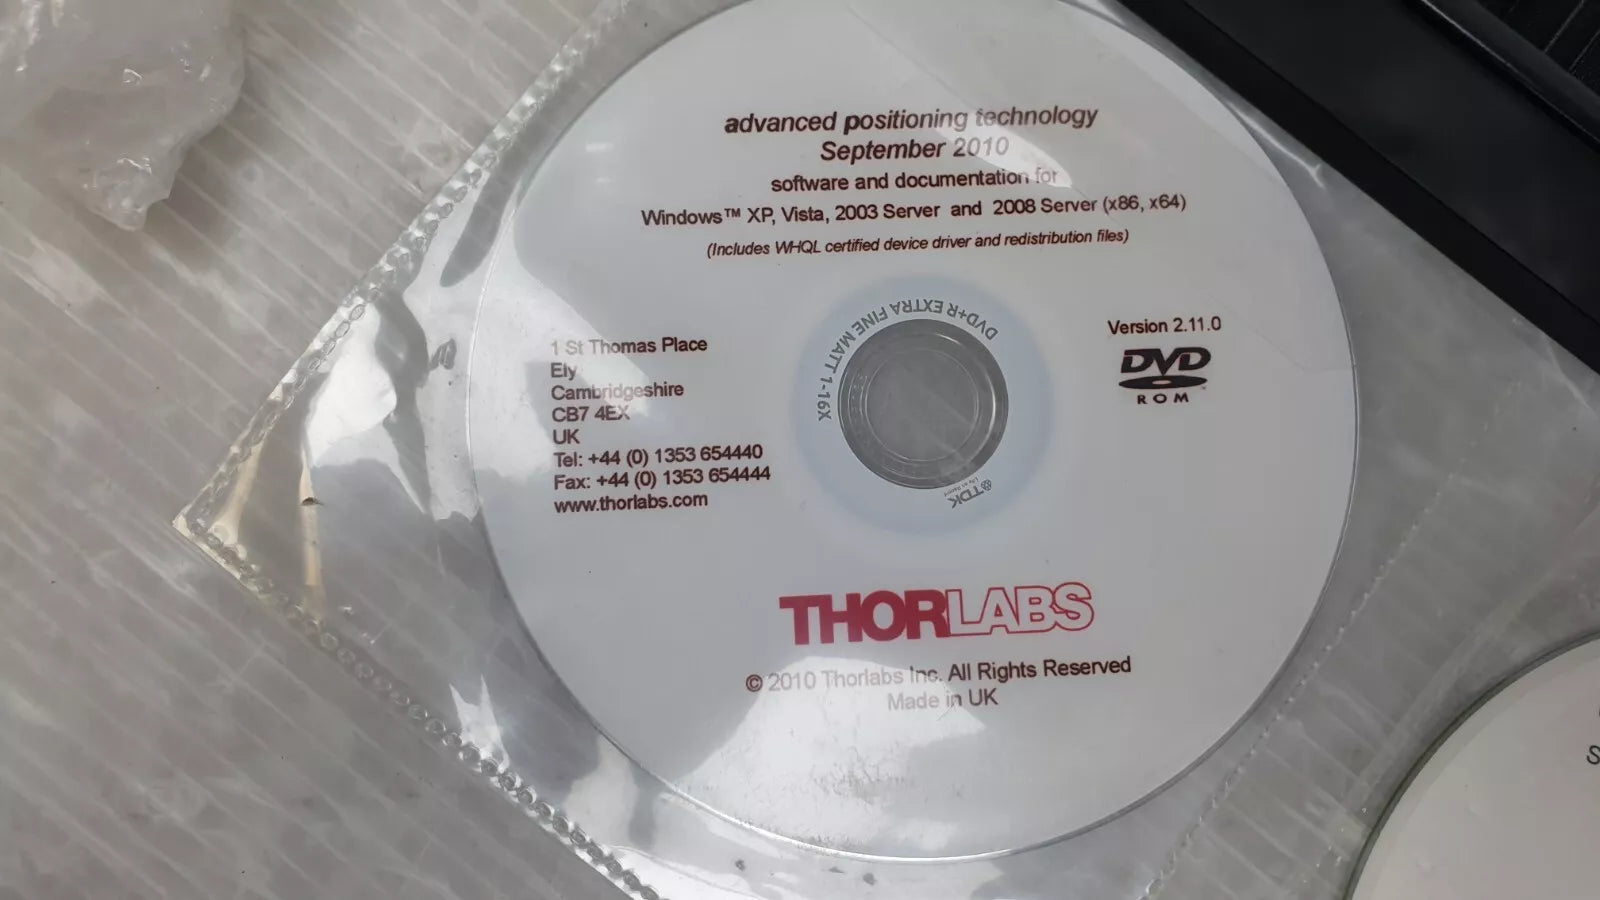 advanced positioning technology
September 2010
software and documentation for
Windows™ XP, Vista, 2003 Server and 2008 Server (x86, x64)
(Includes WHQL certified device driver and redistribution files)
DVD+R EXTRA FINE MATT 1-16X
TDK
1 St Thomas Place
Ely
Cambridgeshire
CB7 4EX
UK
Tel: +44 (0) 1353 654440
Fax: +44 (0) 1353 654444
www.thorlabs.com
Version 2.11.0
DVD
ROM
THORLABS
© 2010 Thorlabs Inc. All Rights Reserved
Made in UK